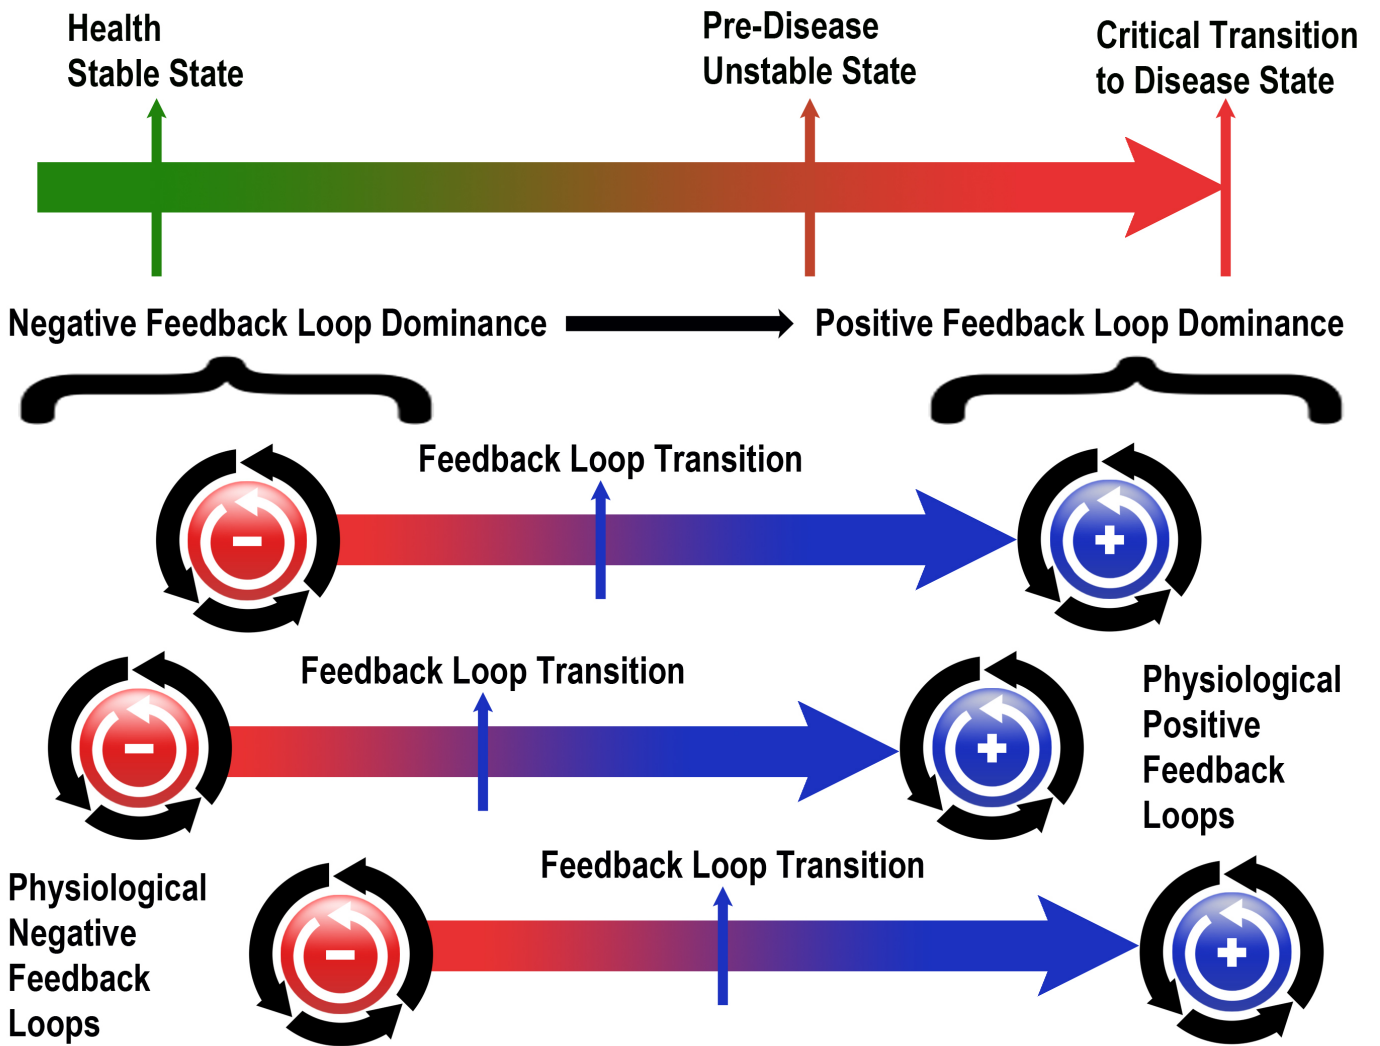 Health
Stable State
Pre-Disease
Unstable State
Critical Transition
to Disease State
Negative Feedback Loop Dominance
Positive Feedback Loop Dominance
Feedback Loop Transition
-
+
Feedback Loop Transition
-
+
Physiological
Positive
Feedback
Loops
Feedback Loop Transition
-
+
Physiological
Negative
Feedback
Loops